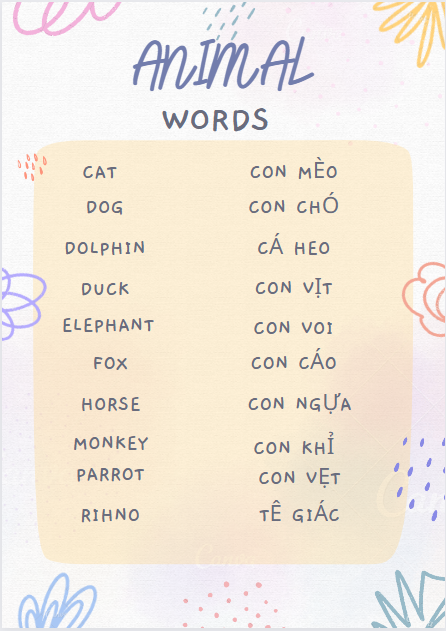 ANIMAL
WORDS
CAT CON MÈO
DOG CON CHÓ
DOLPHIN CÁ HEO
DUCK CON VỊT
ELEPHANT CON VOI
FOX CON CÁO
HORSE CON NGỰA
MONKEY CON KHỈ
PARROT CON VẸT
RIHNO TÊ GIÁC